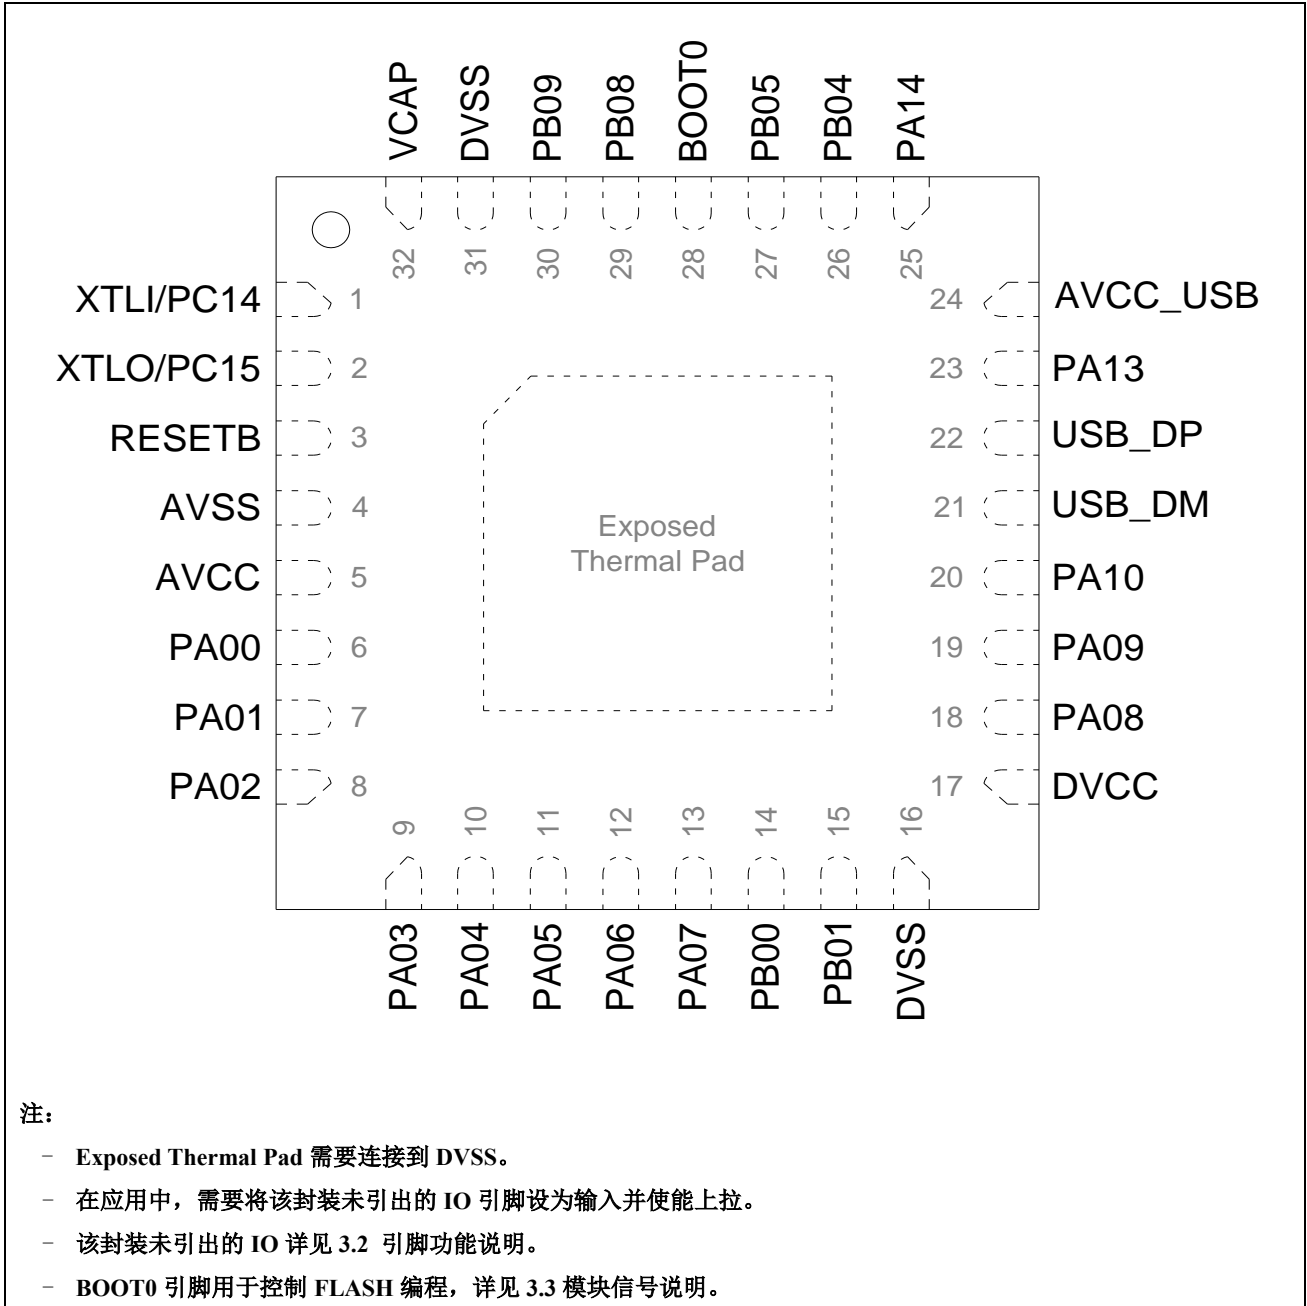 VCAP
DVSS
PB09
PB08
BOOT0
PB05
PB04
PA14
32
31
30
29
28
27
26
25
XTLI/PC14 1
XTLO/PC15 2
RESETB 3
AVSS 4
AVCC 5
PA00 6
PA01 7
PA02 8
24 AVCC_USB
23 PA13
22 USB_DP
21 USB_DM
20 PA10
19 PA09
18 PA08
17 DVCC
Exposed
Thermal Pad
9
10
11
12
13
14
15
16
PA03
PA04
PA05
PA06
PA07
PB00
PB01
DVSS
注：
－ Exposed Thermal Pad 需要连接到 DVSS。
－ 在应用中，需要将该封装未引出的 IO 引脚设为输入并使能上拉。
－ 该封装未引出的 IO 详见 3.2 引脚功能说明。
－ BOOT0 引脚用于控制 FLASH 编程，详见 3.3 模块信号说明。